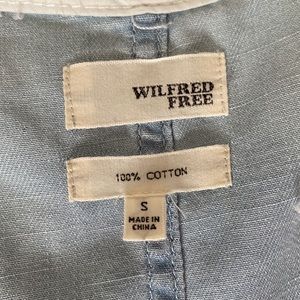 WILFRED
FREE
100% COTTON
S
MADE IN
CHINA